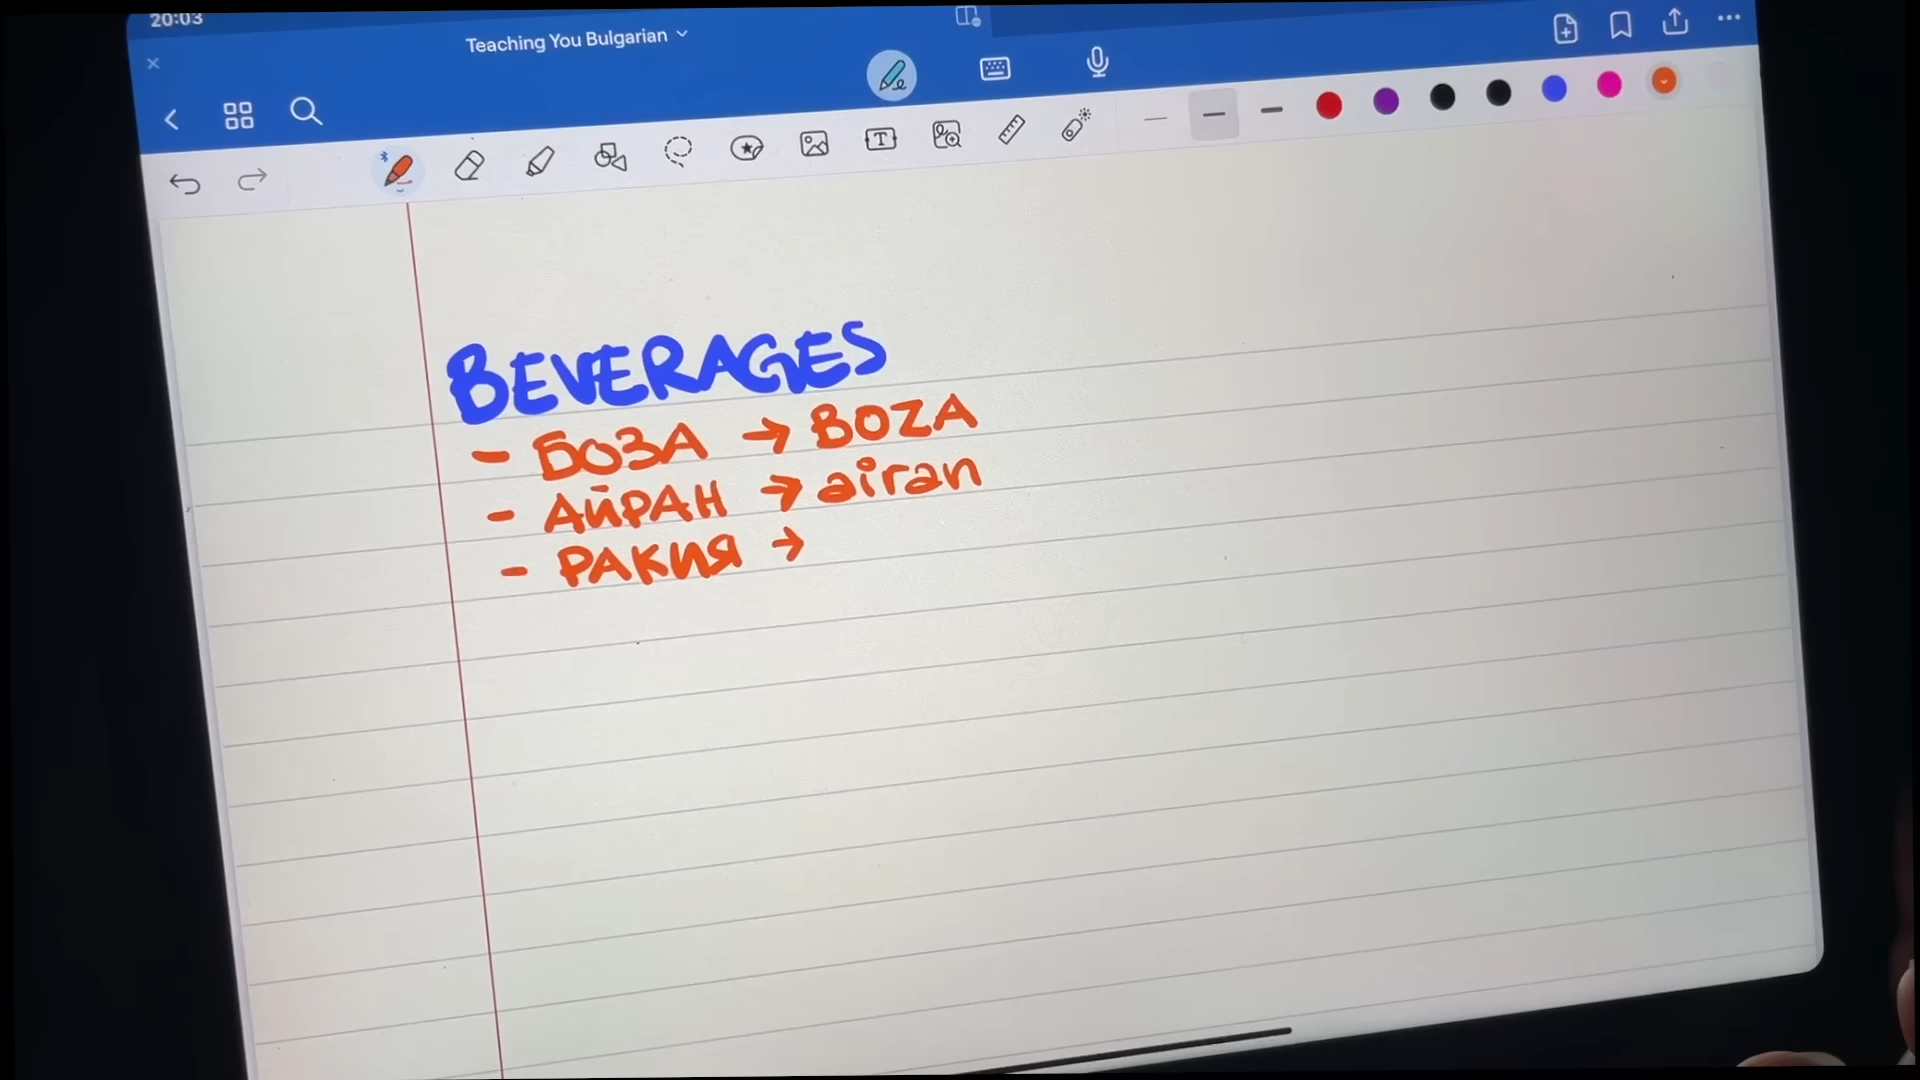 20:03
Teaching You Bulgarian
BEVERAGES
- БОЗА → BOZA
- АЙРАН → airan
- РАКИЯ →